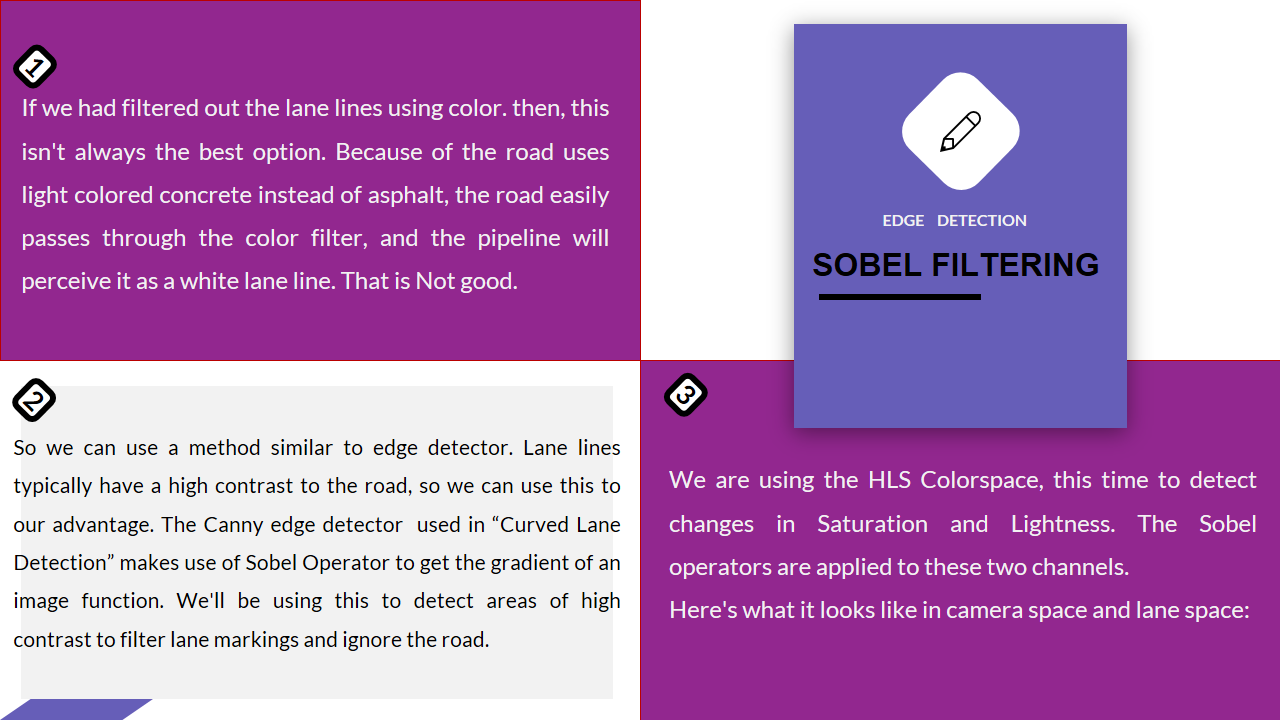 1
If we had filtered out the lane lines using color. then, this
isn't always the best option. Because of the road uses
light colored concrete instead of asphalt, the road easily
passes through the color filter, and the pipeline will
perceive it as a white lane line. That is Not good.
EDGE DETECTION
SOBEL FILTERING
2
So we can use a method similar to edge detector. Lane lines
typically have a high contrast to the road, so we can use this to
our advantage. The Canny edge detector used in “Curved Lane
Detection” makes use of Sobel Operator to get the gradient of an
image function. We'll be using this to detect areas of high
contrast to filter lane markings and ignore the road.
3
We are using the HLS Colorspace, this time to detect
changes in Saturation and Lightness. The Sobel
operators are applied to these two channels.
Here's what it looks like in camera space and lane space: